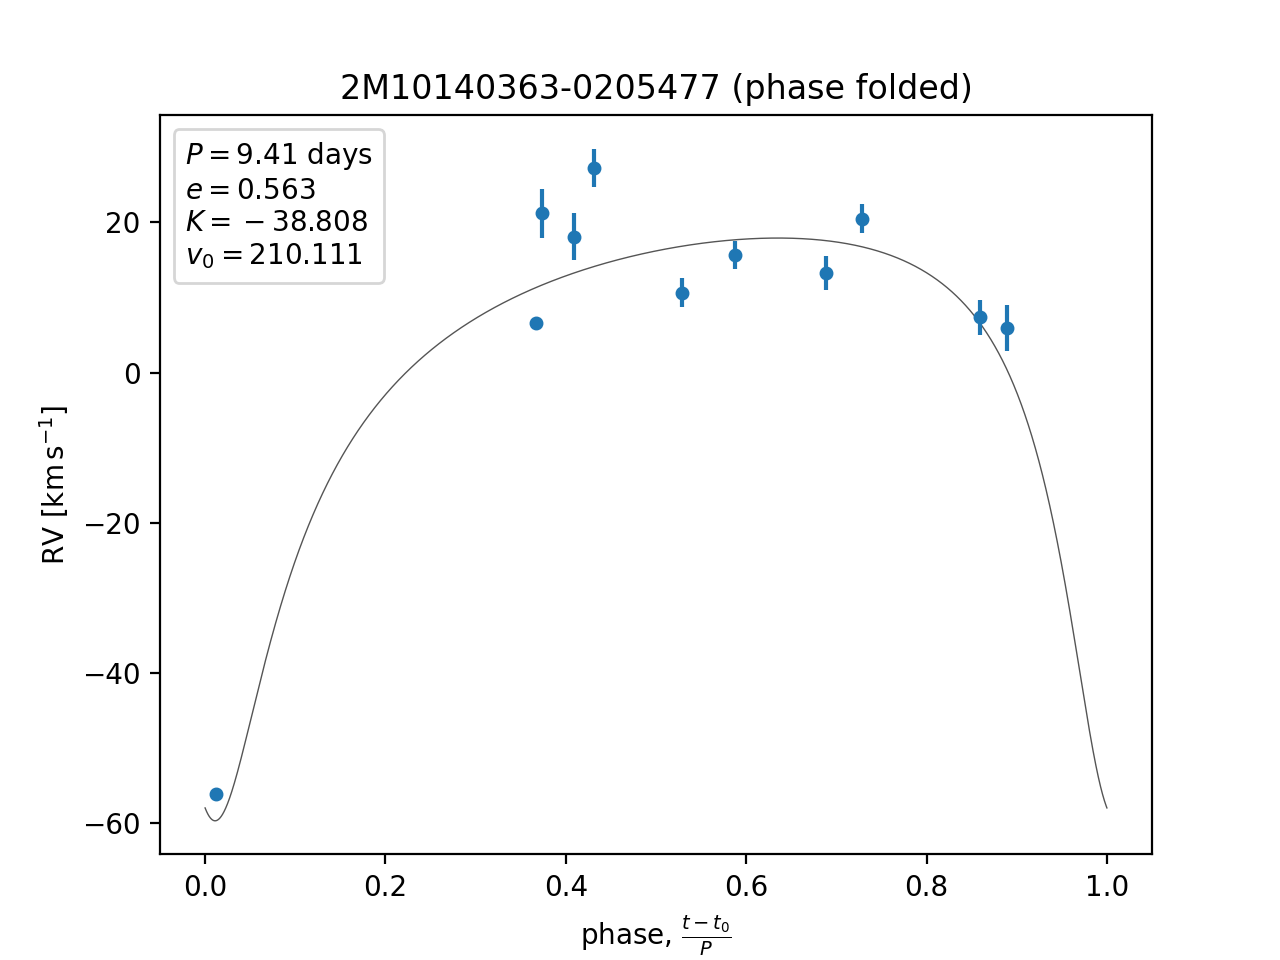 2M10140363-0205477 (phase folded)
P = 9.41 days
e = 0.563
K = −38.808
v₀ = 210.111
20
0
−20
−40
−60
RV [km s⁻¹]
0.0 0.2 0.4 0.6 0.8 1.0
phase, (t − t₀)/P